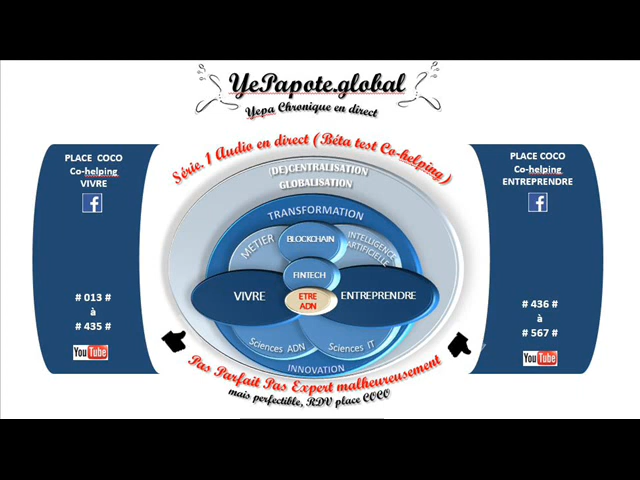 YePapote.global
Yepa Chronique en direct
Série, 1 Audio en direct (Béta test Co-helping)
PLACE COCO
Co-helping
VIVRE
f
# 013 #
à
# 435 #
YouTube
(DE)CENTRALISATION
GLOBALISATION
TRANSFORMATION
METIER
BLOCKCHAIN
INTELLIGENCE
ARTIFICIELLE
FINTECH
VIVRE
ETRE
ADN
ENTREPRENDRE
Sciences ADN
Sciences IT
INNOVATION
Pas Parfait Pas Expert malheureusement
mais perfectible, RDV place COCO
PLACE COCO
Co-helping
ENTREPRENDRE
f
# 436 #
à
# 567 #
YouTube